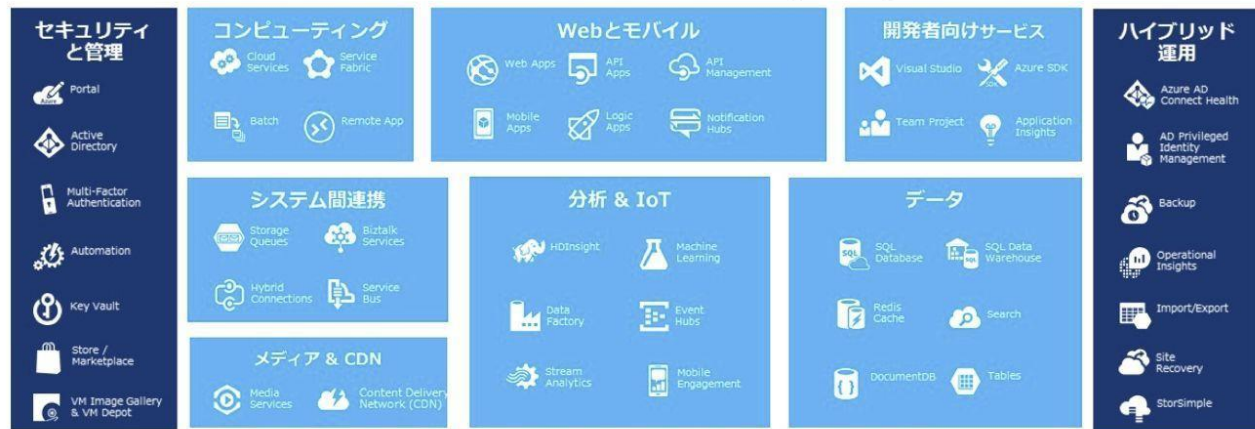 セキュリティ
と管理
Portal
Active
Directory
Multi-Factor
Authentication
Automation
Key Vault
Store /
Marketplace
VM Image Gallery
& VM Depot
コンピューティング
Cloud
Services
Service
Fabric
Batch
Remote App
Webとモバイル
Web Apps
API
Apps
API
Management
Mobile
Apps
Logic
Apps
Notification
Hubs
開発者向けサービス
Visual Studio
Azure SDK
Team Project
Application
Insights
システム間連携
Storage
Queues
Biztalk
Services
Hybrid
Connections
Service
Bus
メディア & CDN
Media
Services
Content Delivery
Network (CDN)
分析 & IoT
HDInsight
Machine
Learning
Data
Factory
Event
Hubs
Stream
Analytics
Mobile
Engagement
データ
SQL
Database
SQL Data
Warehouse
Redis
Cache
Search
DocumentDB
Tables
ハイブリッド
運用
Azure AD
Connect Health
AD Privileged
Identity
Management
Backup
Operational
Insights
Import/Export
Site
Recovery
StorSimple